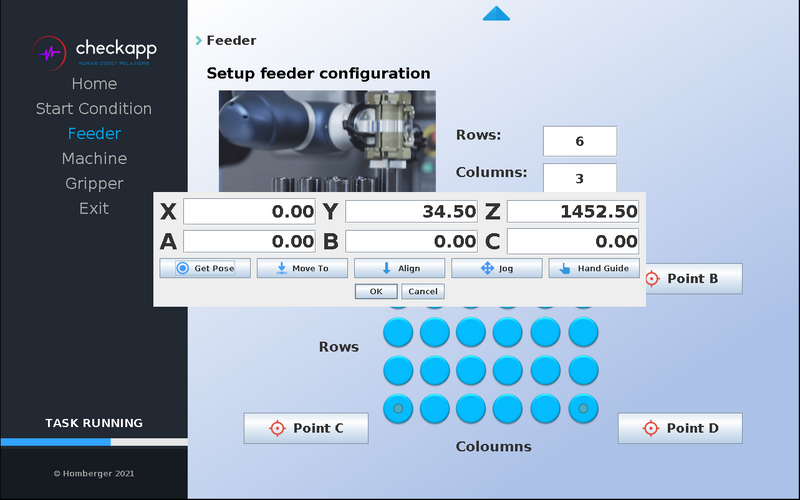 checkapp
HUMAN ROBOT RELATIONS
Home
Start Condition
Feeder
Machine
Gripper
Exit
TASK RUNNING
© Homberger 2021
Feeder
Setup feeder configuration
Rows: 6
Columns: 3
X 0.00 Y 34.50 Z 1452.50
A 0.00 B 0.00 C 0.00
Get Pose Move To Align Jog Hand Guide
OK Cancel
Point B
Rows
Point C Point D
Coloumns